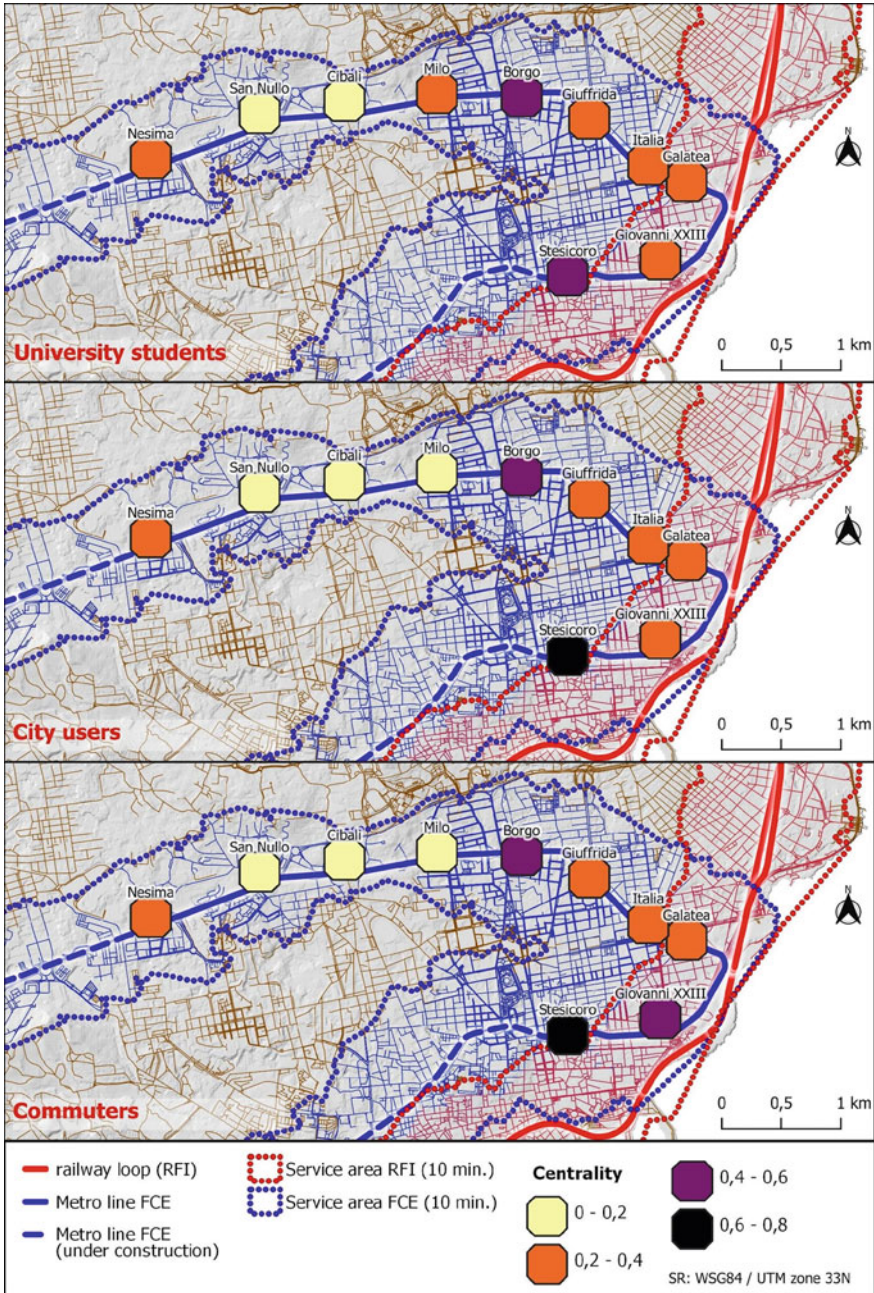 San Nullo
Cibali
Milo
Borgo
Giuffrida
Nesima
Italia
Galatea
Stesicoro
Giovanni XXIII
N
University students
0 0,5 1 km
San Nullo
Cibali
Milo
Borgo
Giuffrida
Nesima
Italia
Galatea
Stesicoro
Giovanni XXIII
N
City users
0 0,5 1 km
San Nullo
Cibali
Milo
Borgo
Giuffrida
Nesima
Italia
Galatea
Stesicoro
Giovanni XXIII
N
Commuters
0 0,5 1 km
railway loop (RFI)
Metro line FCE
Metro line FCE
(under construction)
Service area RFI (10 min.)
Service area FCE (10 min.)
Centrality
0 - 0,2
0,2 - 0,4
0,4 - 0,6
0,6 - 0,8
SR: WSG84 / UTM zone 33N